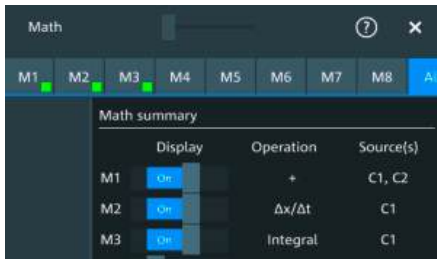 Math ?
M1 M2 M3 M4 M5 M6 M7 M8 A
Math summary
Display Operation Source(s)
M1 On + C1, C2
M2 On Δx/Δt C1
M3 On Integral C1